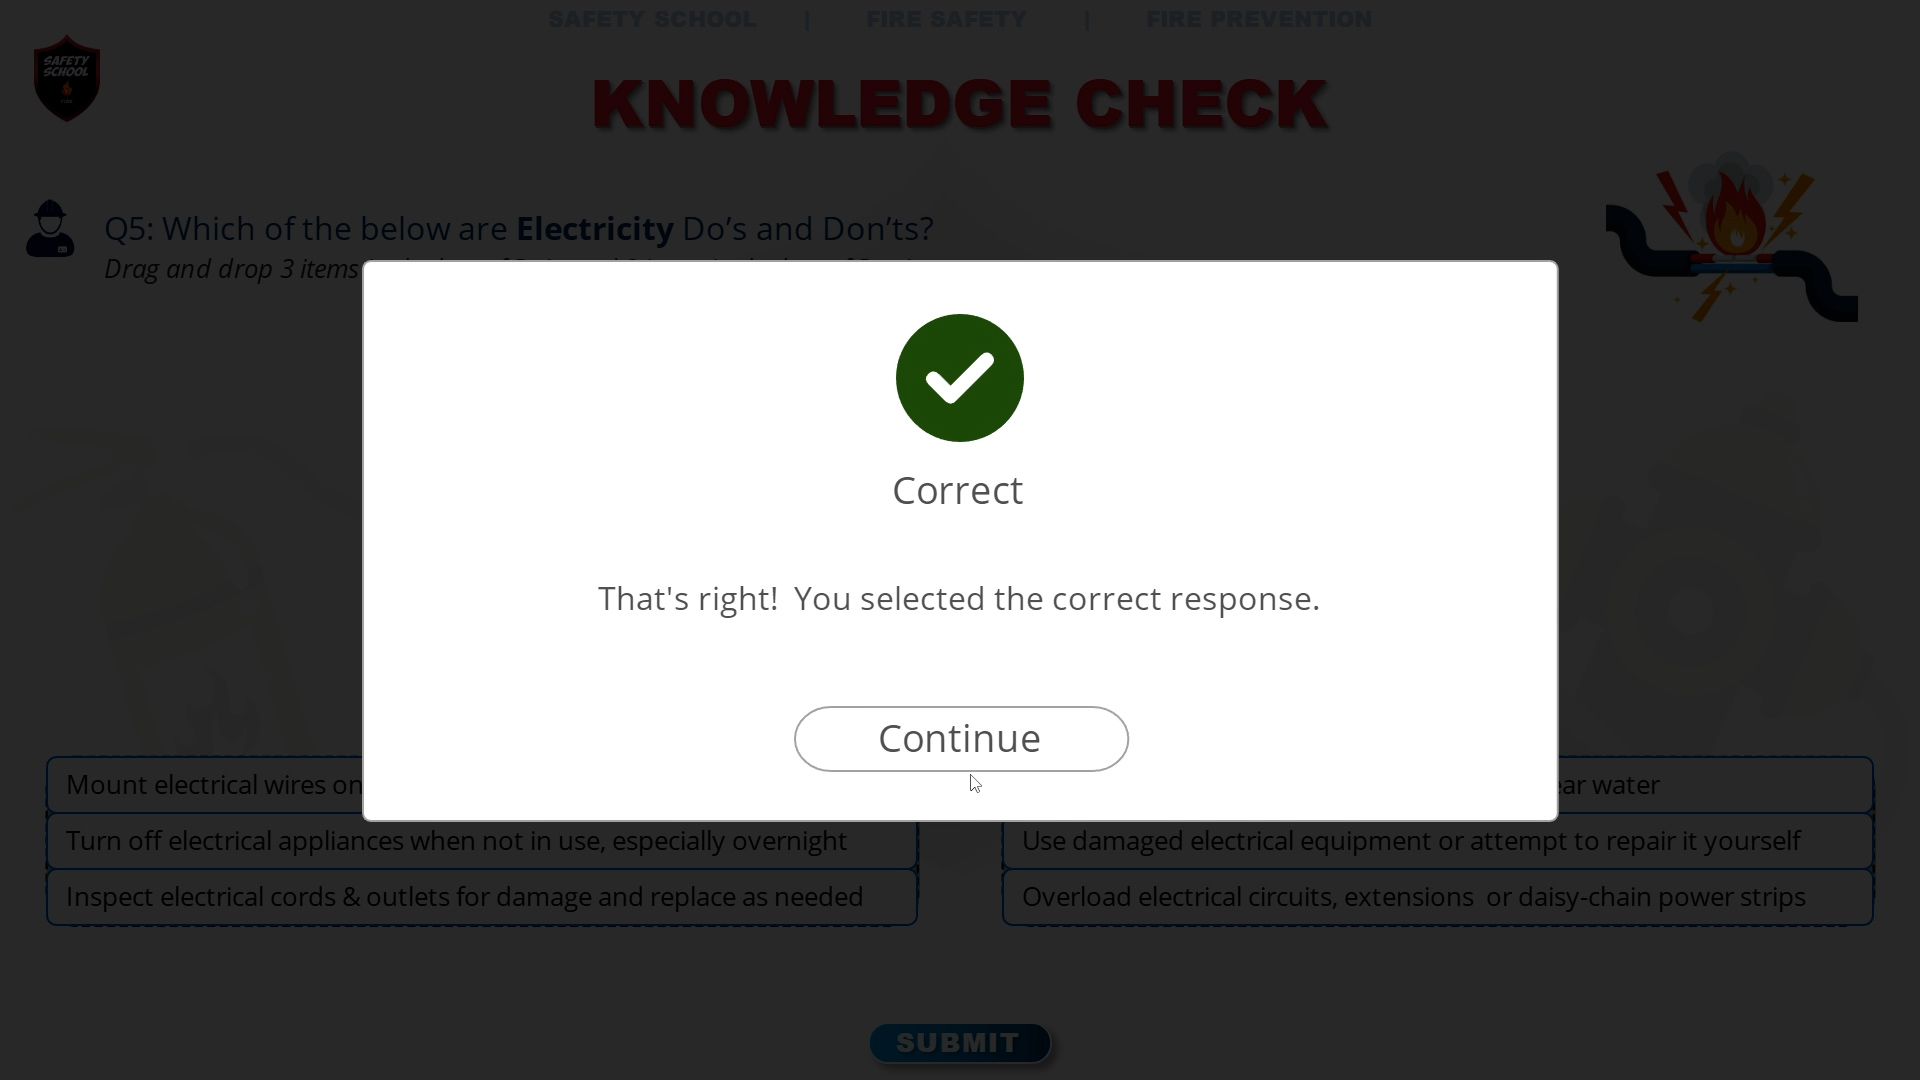 SAFETY SCHOOL | FIRE SAFETY | FIRE PREVENTION
SAFETY
SCHOOL
FIRE
KNOWLEDGE CHECK
Q5: Which of the below are Electricity Do’s and Don’ts?
Drag and drop 3 items
Correct
That's right!  You selected the correct response.
Continue
Mount electrical wires on
water
Turn off electrical appliances when not in use, especially overnight
Use damaged electrical equipment or attempt to repair it yourself
Inspect electrical cords & outlets for damage and replace as needed
Overload electrical circuits, extensions  or daisy-chain power strips
SUBMIT